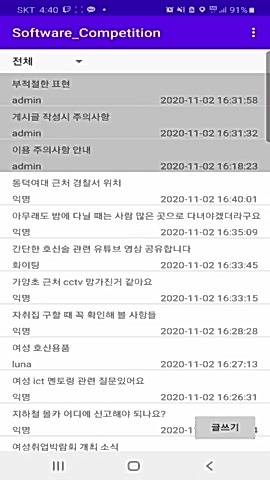 SKT 4:40
91%
Software_Competition
전체
부적절한 표현
admin 2020-11-02 16:31:58
게시글 작성시 주의사항
admin 2020-11-02 16:31:32
이용 주의사항 안내
admin 2020-11-02 16:18:23
동덕여대 근처 경찰서 위치
익명 2020-11-02 16:40:01
아무래도 밤에 다닐 때는 사람 많은 곳으로 다녀야겠더라구요
익명 2020-11-02 16:35:09
간단한 호신술 관련 유튜브 영상 공유합니다
화이팅 2020-11-02 16:33:45
가양초 근처 cctv 망가진거 같아요
익명 2020-11-02 16:33:15
자취집 구할 때 꼭 확인해 볼 사항들
익명 2020-11-02 16:28:28
여성 호신용품
luna 2020-11-02 16:27:13
여성 ict 멘토링 관련 질문있어요
익명 2020-11-02 16:26:31
지하철 몰카 어디에 신고해야 되나요?
익명 2020-1
글쓰기
4
여성취업박람회 개최 소식